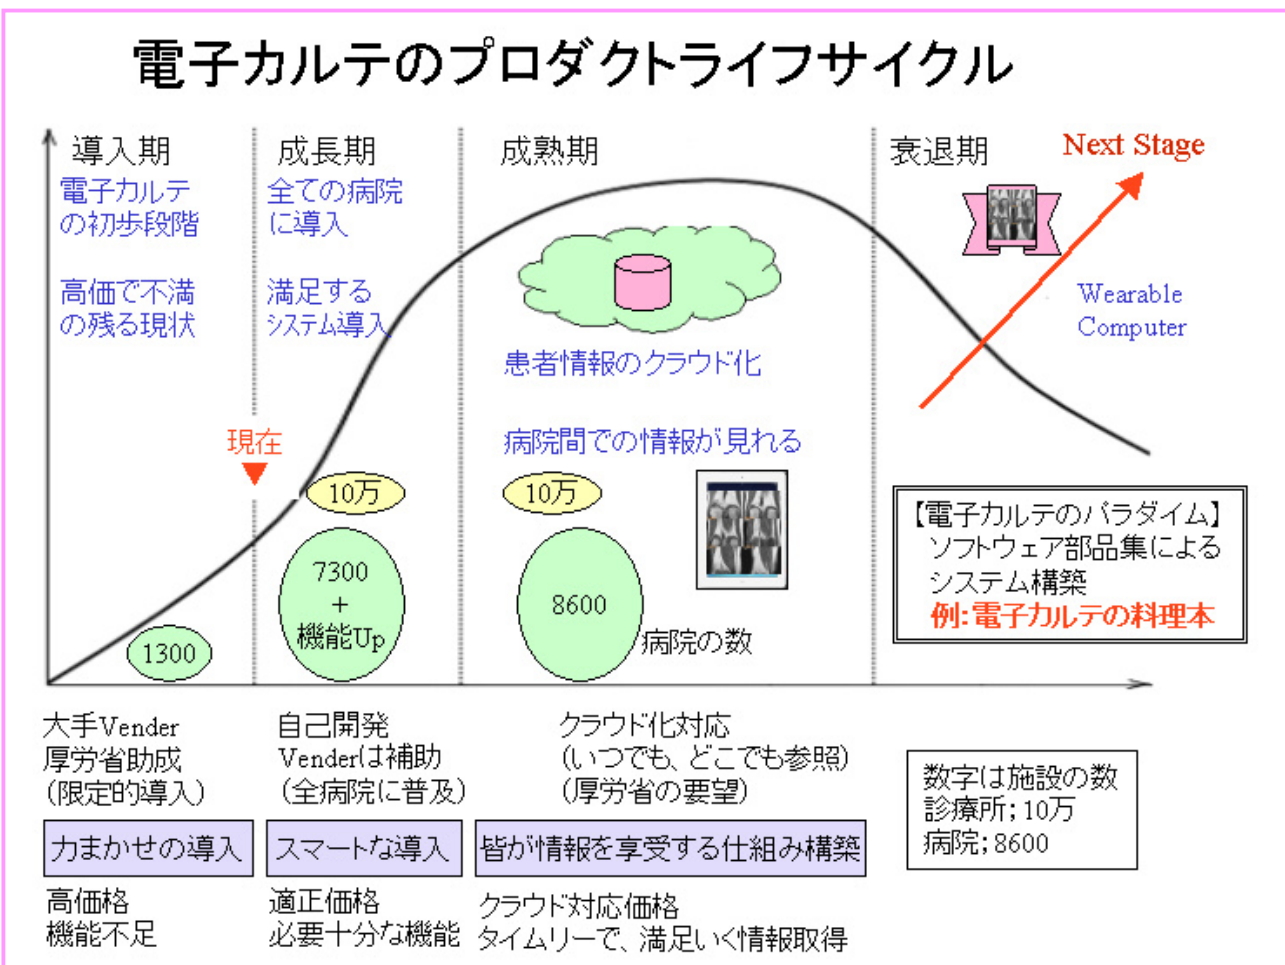 電子カルテのプロダクトライフサイクル
導入期
電子カルテ
の初歩段階
高価で不満
の残る現状
成長期
全ての病院
に導入
満足する
システム導入
成熟期
患者情報のクラウド化
病院間での情報が見れる
衰退期
Next Stage
Wearable
Computer
現在
1300
10万
7300
+
機能Up
10万
8600
病院の数
【電子カルテのパラダイム】
ソフトウェア部品集による
システム構築
例:電子カルテの料理本
大手Vender
厚労省助成
(限定的導入)
力まかせの導入
高価格
機能不足
自己開発
Venderは補助
(全病院に普及)
スマートな導入
適正価格
必要十分な機能
クラウド化対応
(いつでも、どこでも参照)
(厚労省の要望)
皆が情報を享受する仕組み構築
クラウド対応価格
タイムリーで、満足いく情報取得
数字は施設の数
診療所;10万
病院;8600